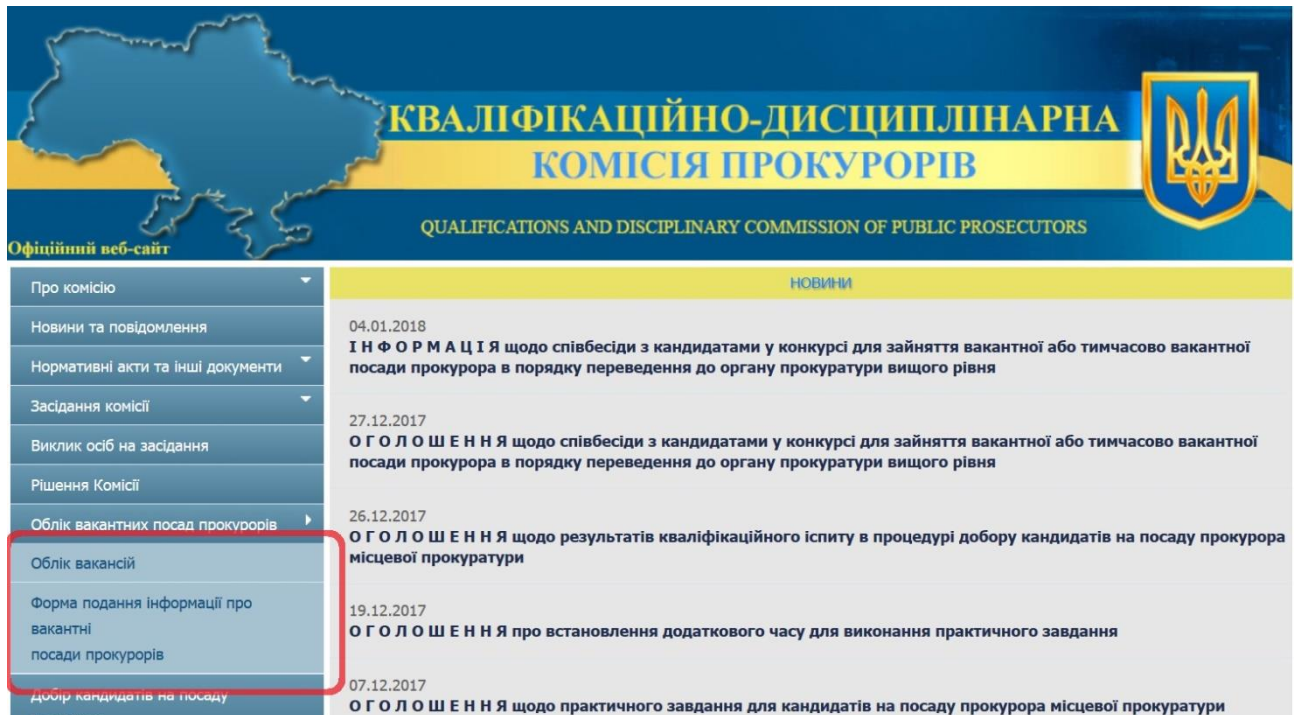 КВАЛІФІКАЦІЙНО-ДИСЦИПЛІНАРНА
КОМІСІЯ ПРОКУРОРІВ
QUALIFICATIONS AND DISCIPLINARY COMMISSION OF PUBLIC PROSECUTORS
Офіційний веб-сайт
Про комісію
Новини та повідомлення
Нормативні акти та інші документи
Засідання комісії
Виклик осіб на засідання
Рішення Комісії
Облік вакантних посад прокурорів
Облік вакансій
Форма подання інформації про
вакантні
посади прокурорів
Добір кандидатів на посаду
НОВИНИ
04.01.2018
І Н Ф О Р М А Ц І Я щодо співбесіди з кандидатами у конкурсі для зайняття вакантної або тимчасово вакантної
посади прокурора в порядку переведення до органу прокуратури вищого рівня
27.12.2017
О Г О Л О Ш Е Н Н Я щодо співбесіди з кандидатами у конкурсі для зайняття вакантної або тимчасово вакантної
посади прокурора в порядку переведення до органу прокуратури вищого рівня
26.12.2017
О Г О Л О Ш Е Н Н Я щодо результатів кваліфікаційного іспиту в процедурі добору кандидатів на посаду прокурора
місцевої прокуратури
19.12.2017
О Г О Л О Ш Е Н Н Я про встановлення додаткового часу для виконання практичного завдання
07.12.2017
О Г О Л О Ш Е Н Н Я щодо практичного завдання для кандидатів на посаду прокурора місцевої прокуратури